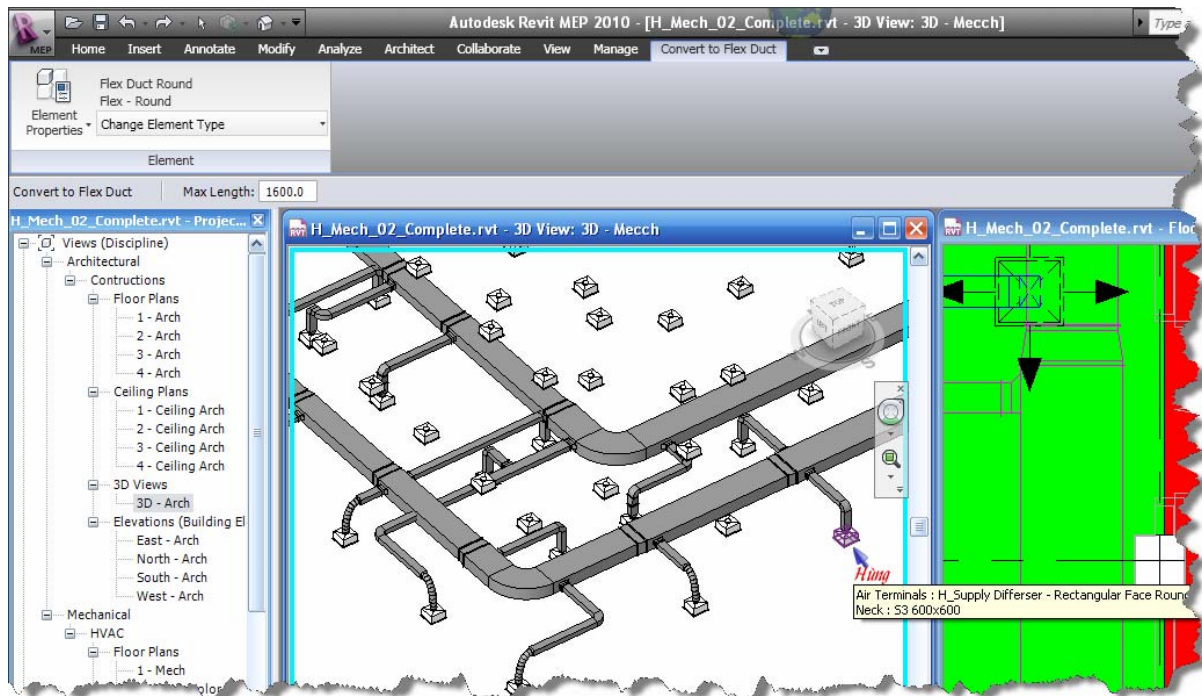 Autodesk Revit MEP 2010 - [H_Mech_02_Complete.rvt - 3D View: 3D - Mecch]
MEP Home Insert Annotate Modify Analyze Architect Collaborate View Manage Convert to Flex Duct
Type
Flex Duct Round
Flex - Round
Element
Properties
Change Element Type
Element
Convert to Flex Duct Max Length: 1600.0
H_Mech_02_Complete.rvt - Projec...
Views (Discipline)
Architectural
Contructions
Floor Plans
1 - Arch
2 - Arch
3 - Arch
4 - Arch
Ceiling Plans
1 - Ceiling Arch
2 - Ceiling Arch
3 - Ceiling Arch
4 - Ceiling Arch
3D Views
3D - Arch
Elevations (Building El
East - Arch
North - Arch
South - Arch
West - Arch
Mechanical
HVAC
Floor Plans
1 - Mech
RVT H_Mech_02_Complete.rvt - 3D View: 3D - Mecch
TOP
FRONT
S
Hùng
Air Terminals : H_Supply Differser - Rectangular Face Roun
Neck : S3 600x600
RVT H_Mech_02_Complete.rvt - Floo